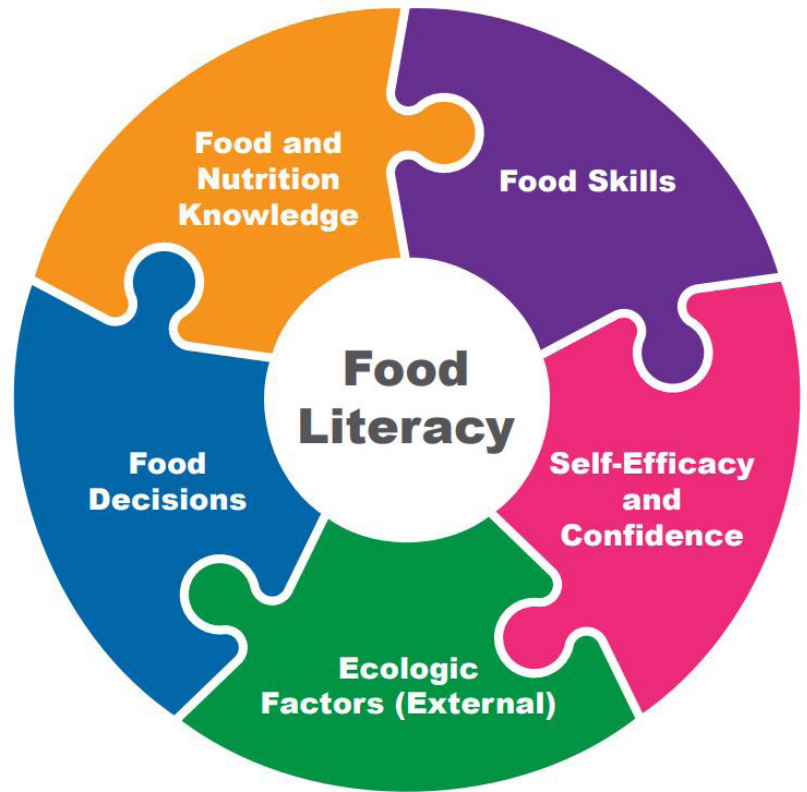 Food and
Nutrition
Knowledge
Food Skills
Food
Literacy
Food
Decisions
Self-Efficacy
and
Confidence
Ecologic
Factors (External)